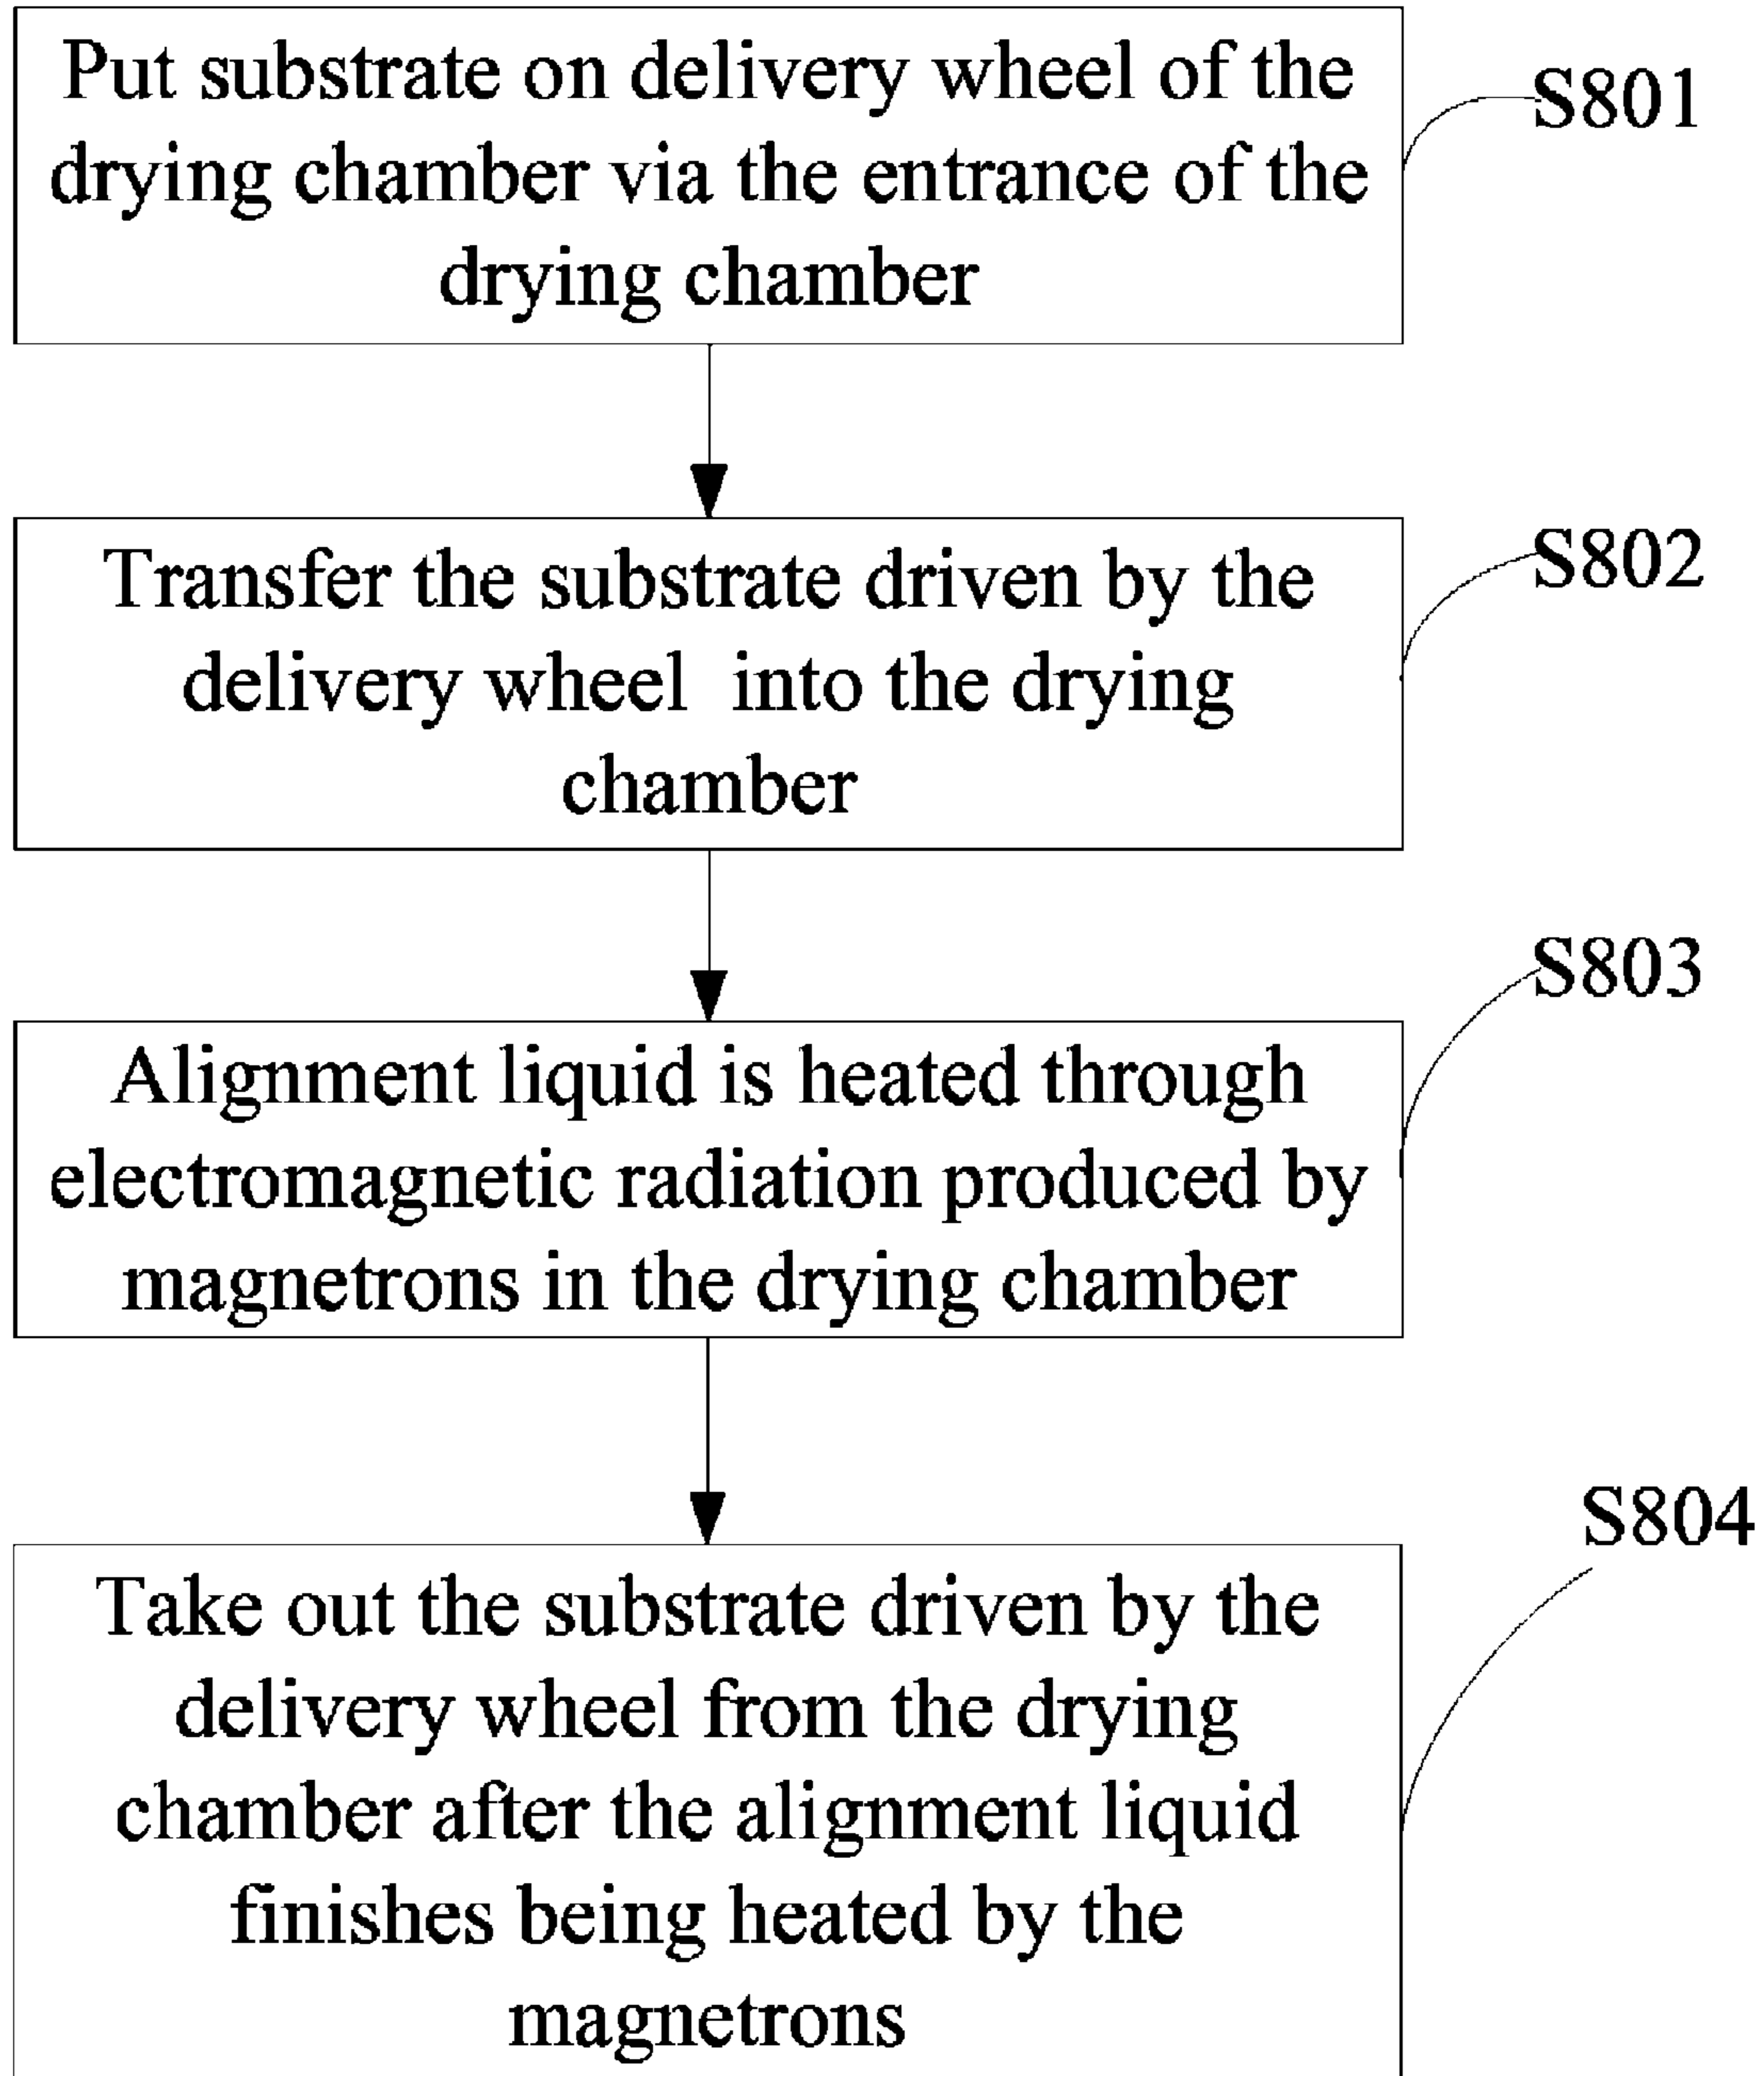 Put substrate on delivery wheel of the
drying chamber via the entrance of the
drying chamber
S801
Transfer the substrate driven by the
delivery wheel into the drying
chamber
S802
Alignment liquid is heated through
electromagnetic radiation produced by
magnetrons in the drying chamber
S803
Take out the substrate driven by the
delivery wheel from the drying
chamber after the alignment liquid
finishes being heated by the
magnetrons
S804